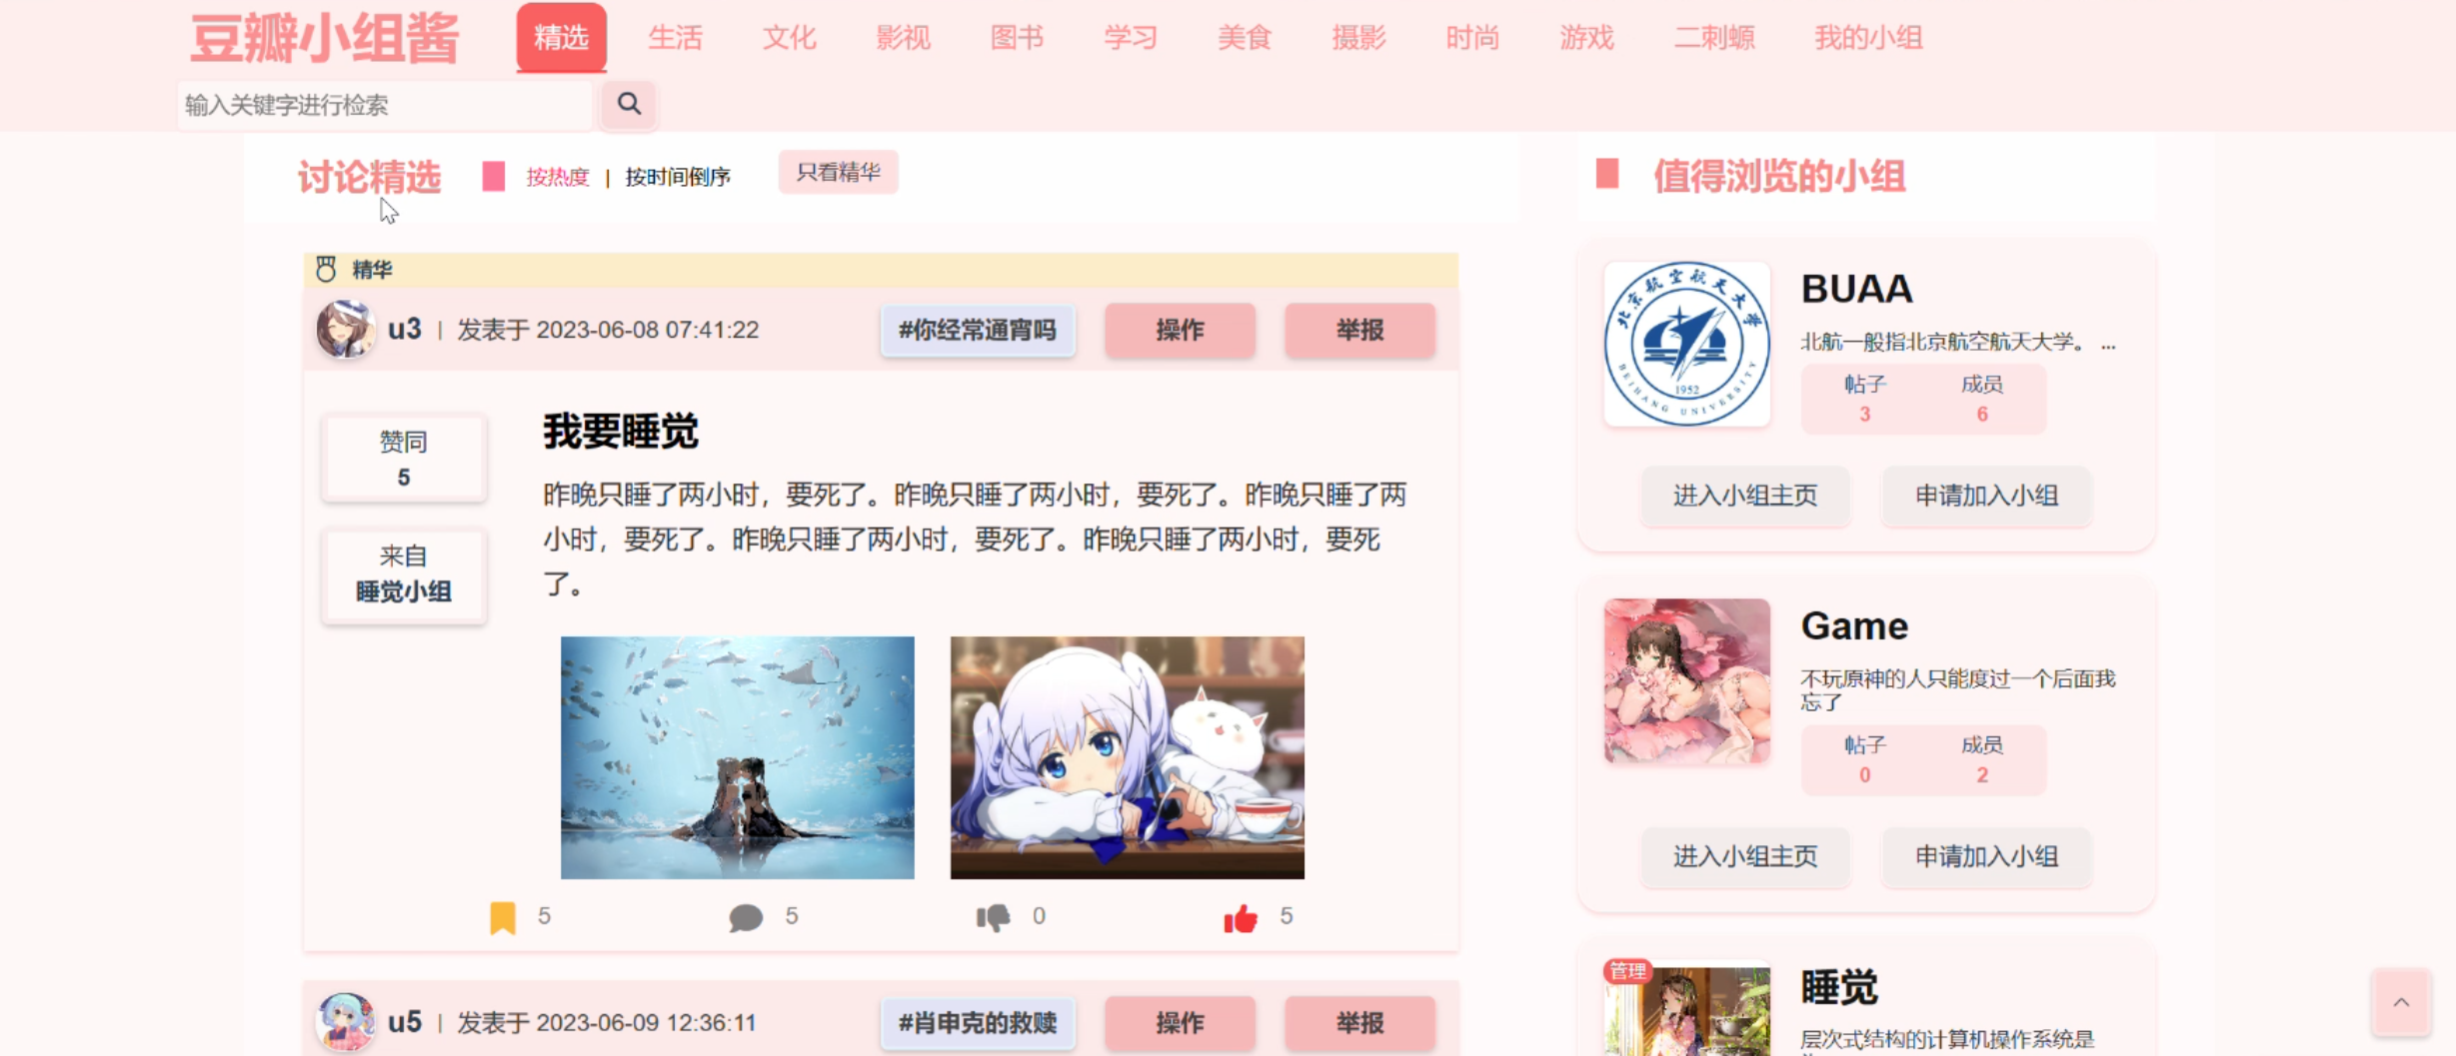 豆瓣小组酱
精选 生活 文化 影视 图书 学习 美食 摄影 时尚 游戏 二刺螈 我的小组
输入关键字进行检索
讨论精选 按热度 | 按时间倒序 只看精华
精华
u3 | 发表于 2023-06-08 07:41:22 #你经常通宵吗 操作 举报
赞同
5
来自
睡觉小组
我要睡觉
昨晚只睡了两小时，要死了。昨晚只睡了两小时，要死了。昨晚只睡了两
小时，要死了。昨晚只睡了两小时，要死了。昨晚只睡了两小时，要死
了。
5 5 0 5
u5 | 发表于 2023-06-09 12:36:11 #肖申克的救赎 操作 举报
值得浏览的小组
北京航空航天大学
1952
BEIHANG UNIVERSITY
BUAA
北航一般指北京航空航天大学。 ...
帖子 成员
3 6
进入小组主页 申请加入小组
Game
不玩原神的人只能度过一个后面我
忘了
帖子 成员
0 2
进入小组主页 申请加入小组
管理
睡觉
层次式结构的计算机操作系统是